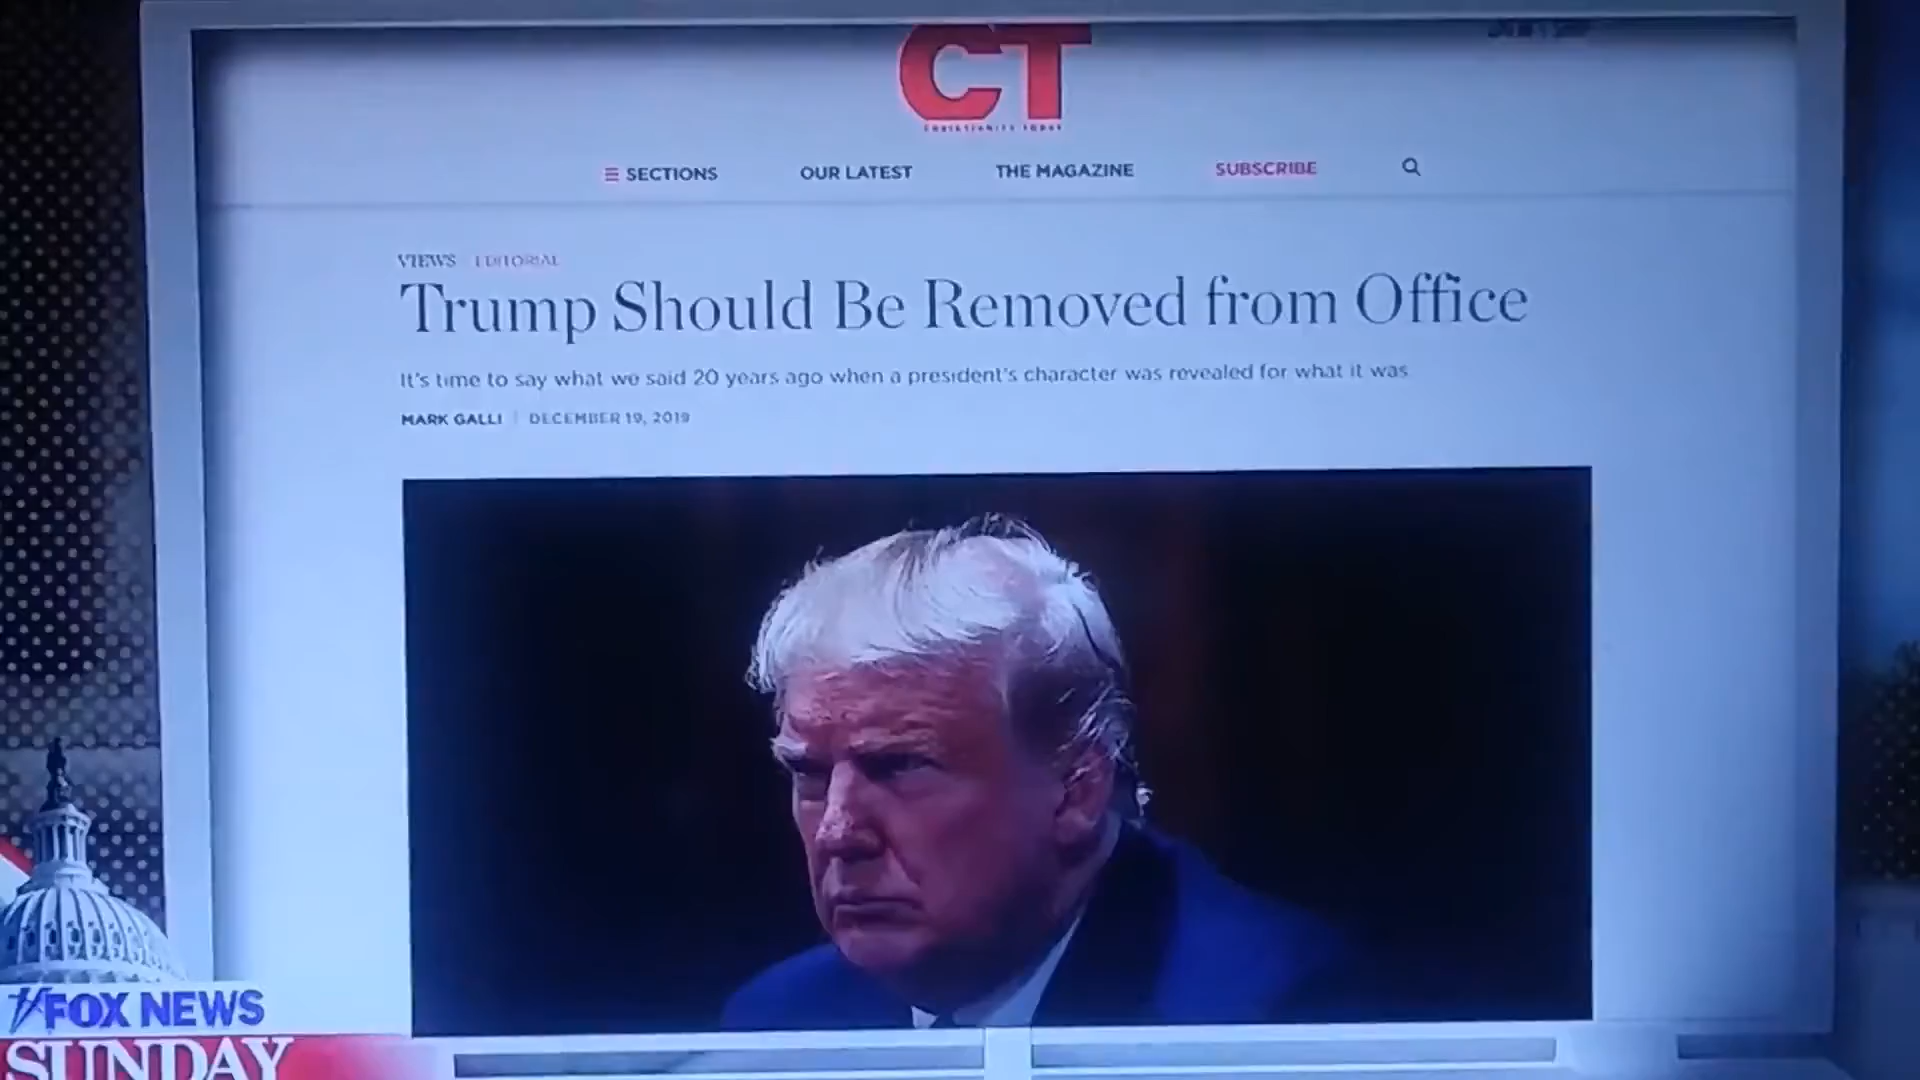 CT
CHRISTIANITY TODAY
SECTIONS OUR LATEST THE MAGAZINE SUBSCRIBE
VIEWS EDITORIAL
Trump Should Be Removed from Office
It's time to say what we said 20 years ago when a president's character was revealed for what it was
MARK GALLI | DECEMBER 19, 2019
FOX NEWS
SUNDAY